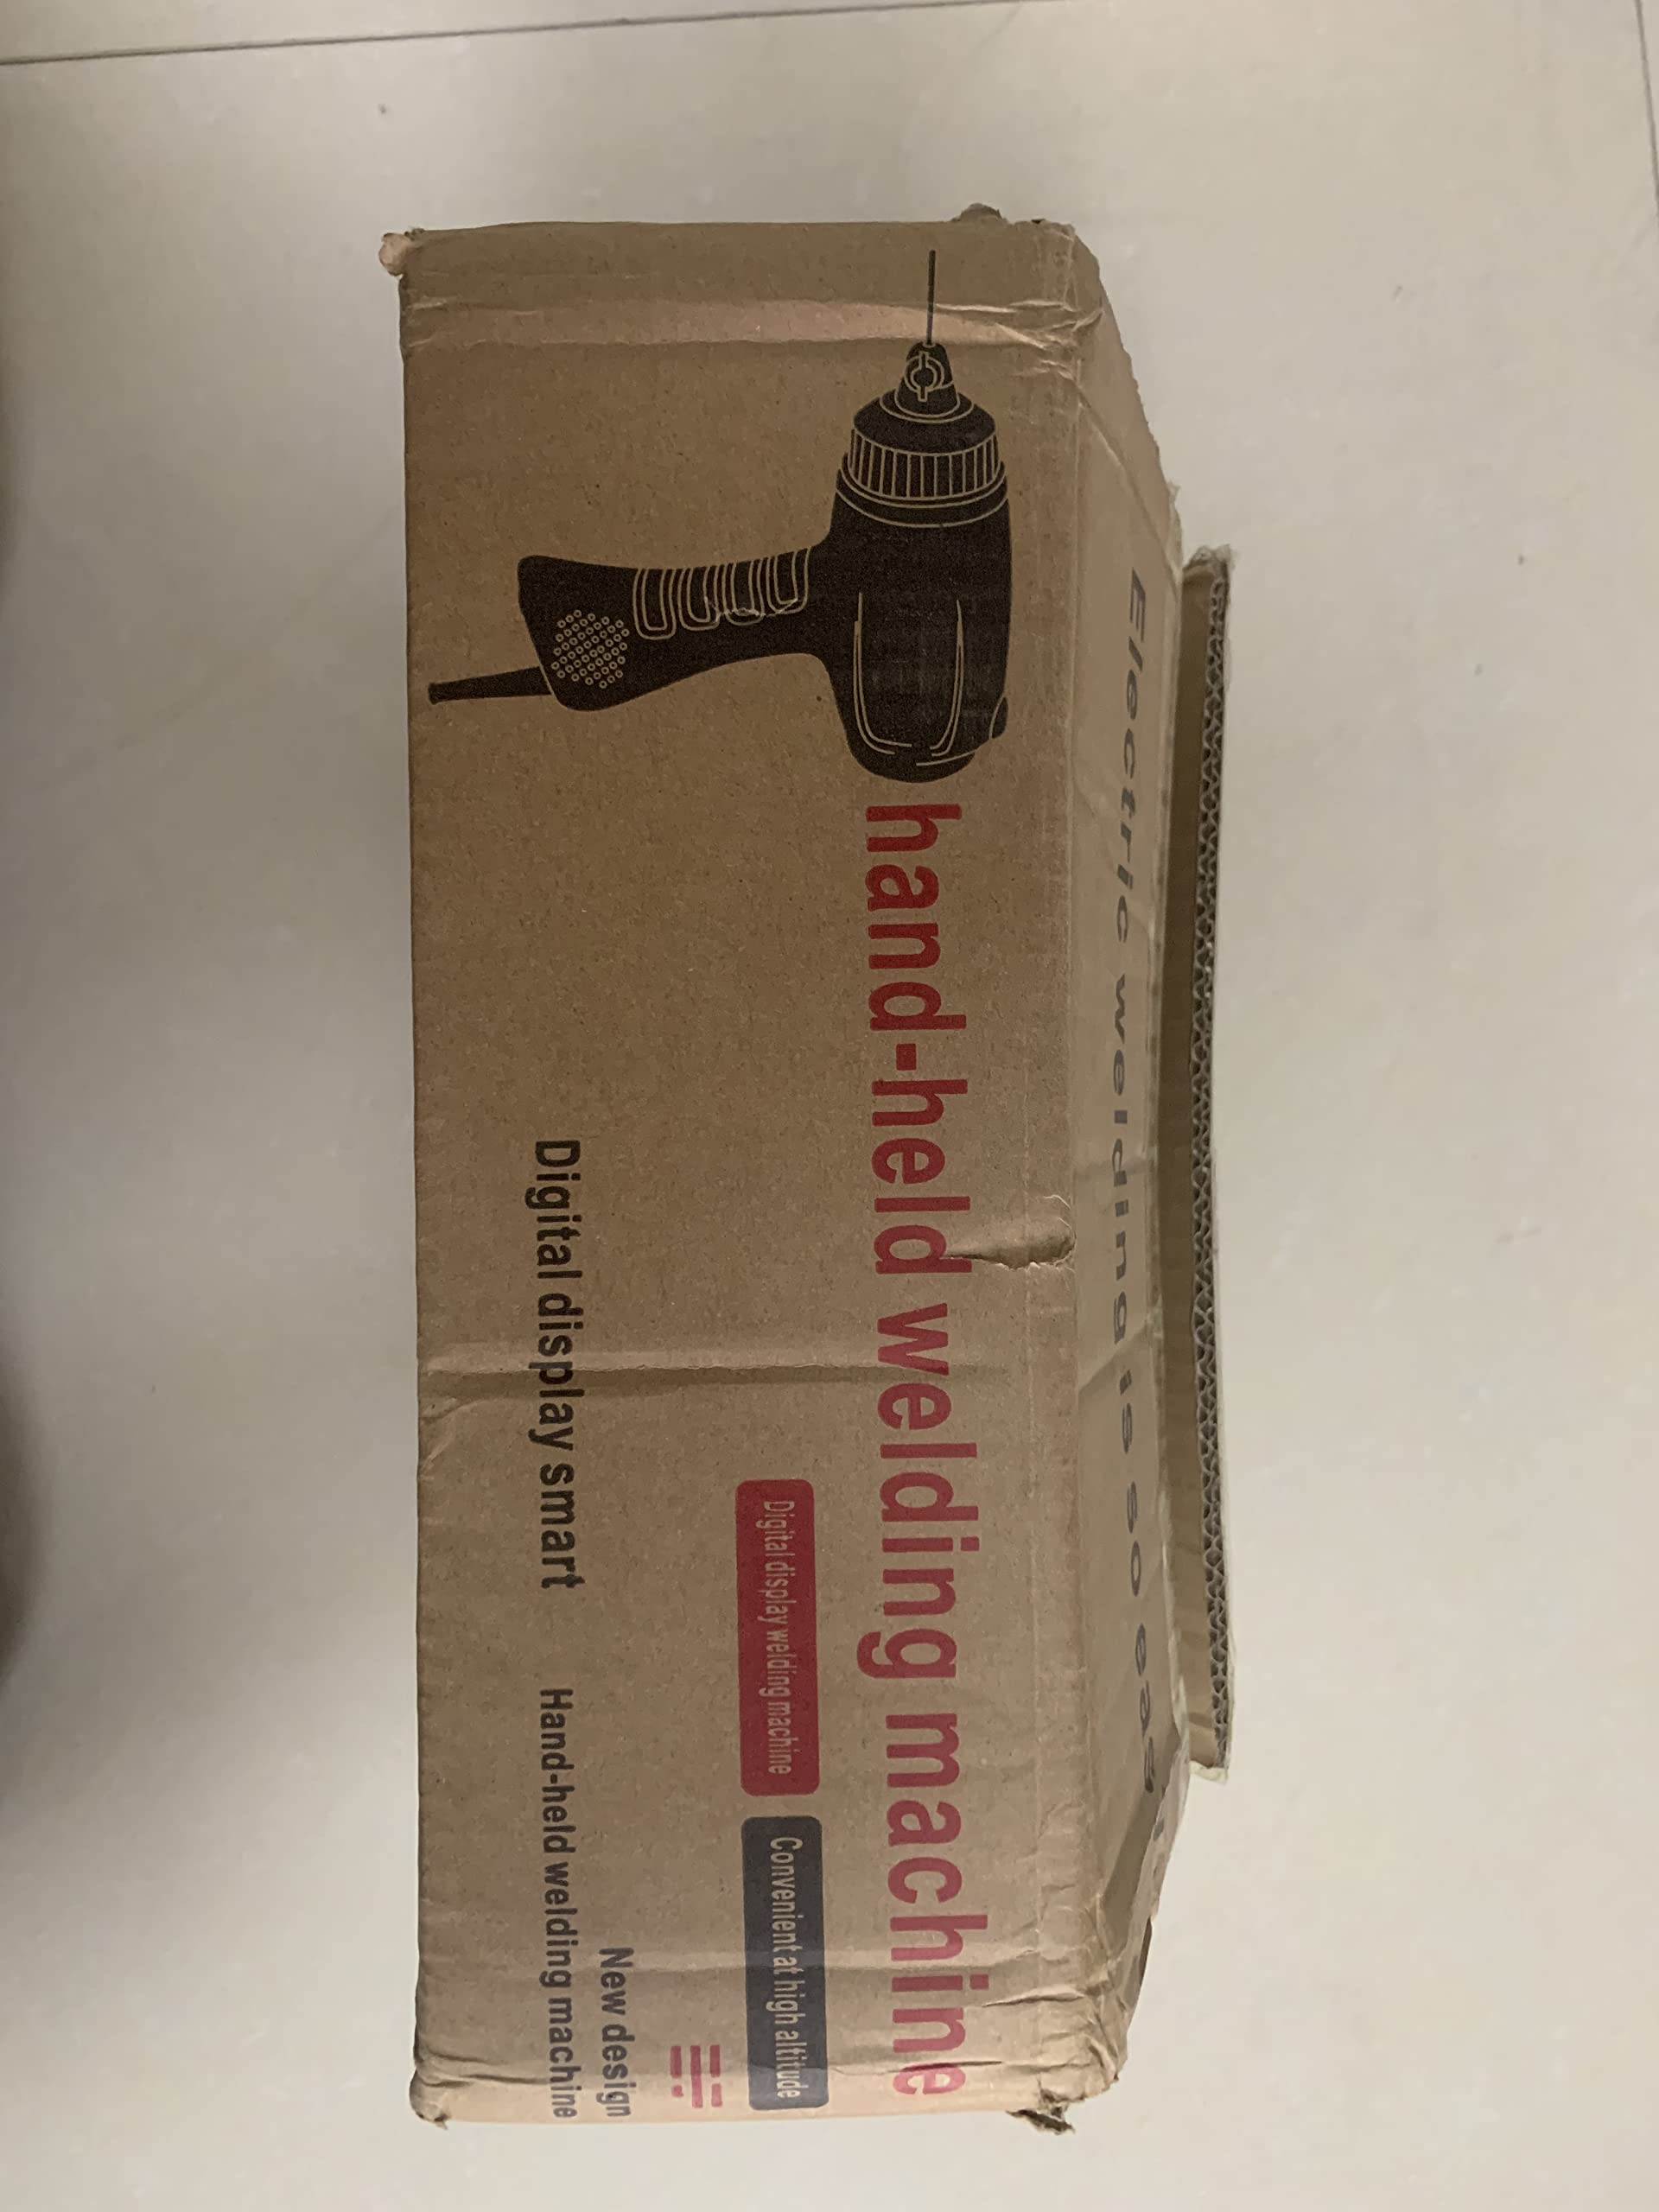 Electric welding is so easy
hand-held welding machine
Digital display welding machine
Convenient at high altitude
New design
Digital display smart
Hand-held welding machine